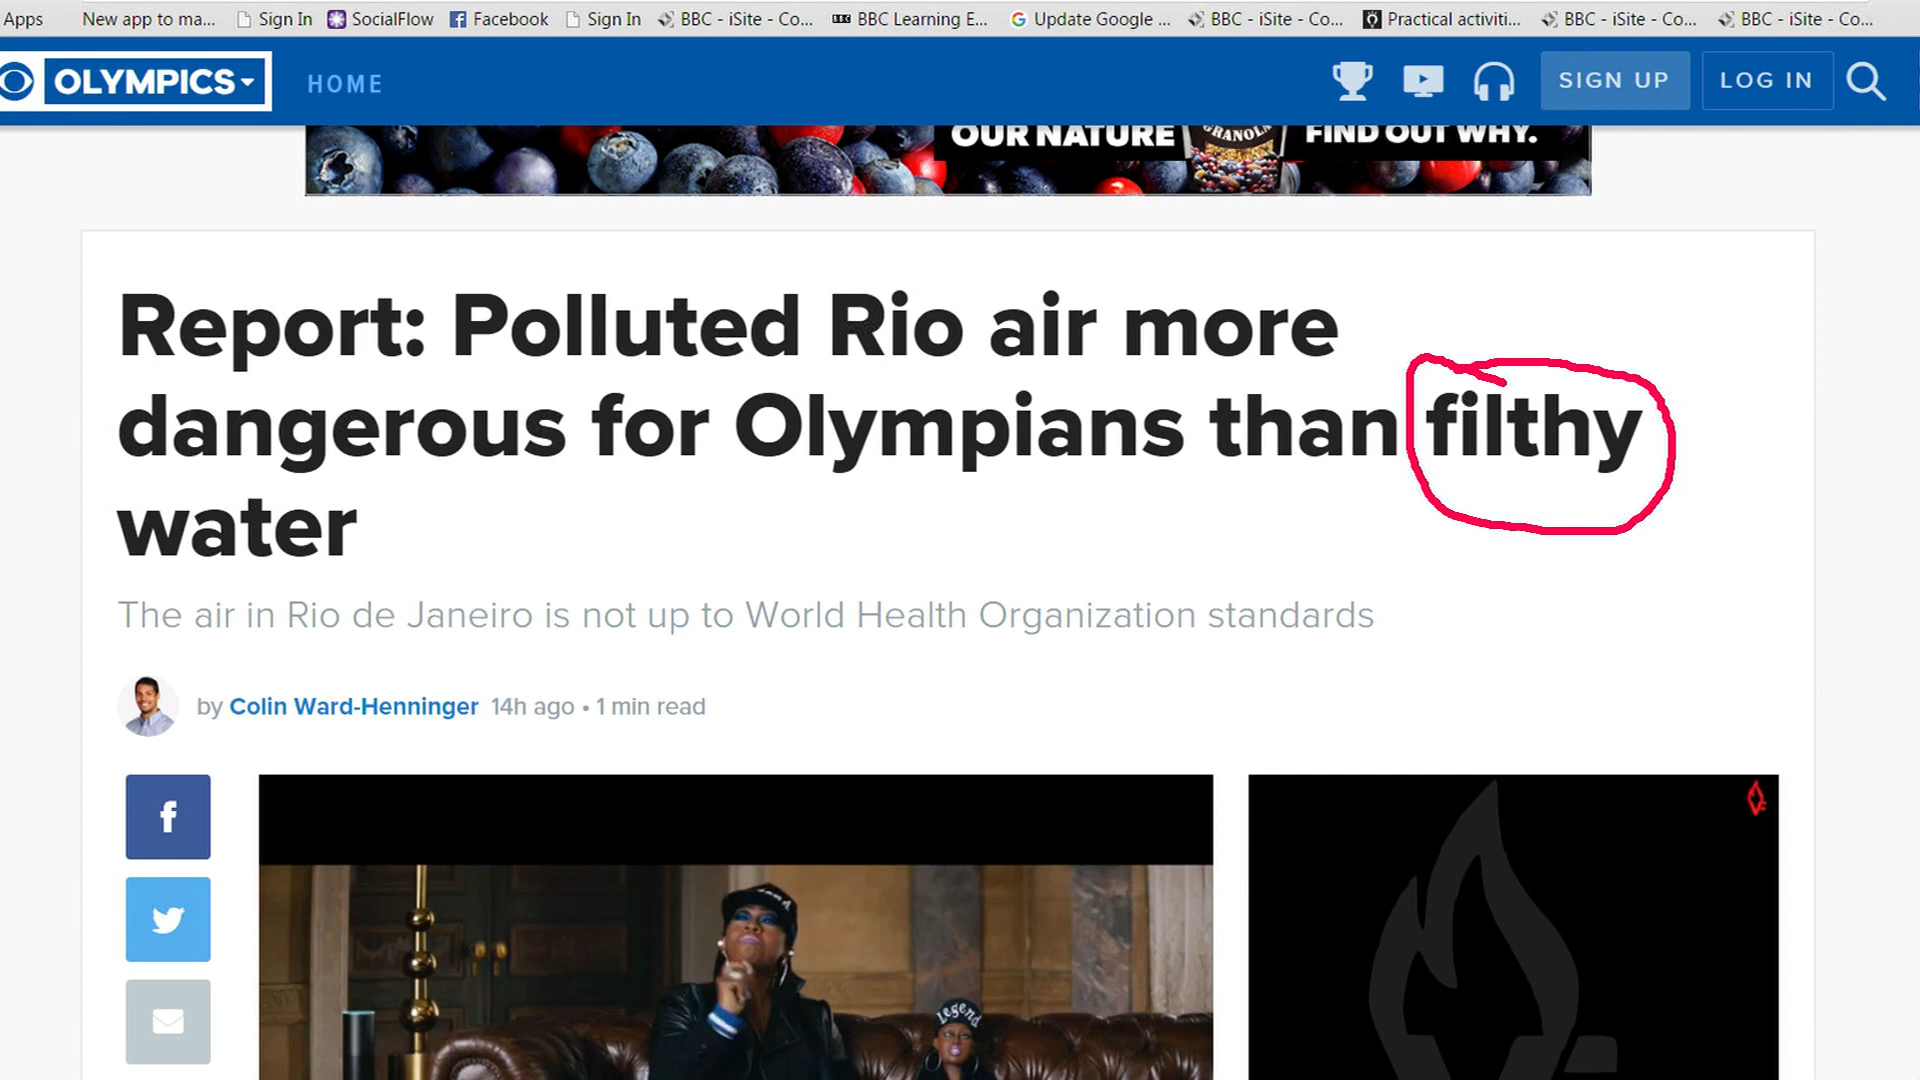 Apps New app to ma... Sign In SocialFlow Facebook Sign In BBC - iSite - Co... BBC Learning E... Update Google ... BBC - iSite - Co... Practical activiti... BBC - iSite - Co... BBC - iSite - Co...
OLYMPICS HOME SIGN UP LOG IN
OUR NATURE GRANOLA FIND OUT WHY.
Report: Polluted Rio air more
dangerous for Olympians than filthy
water
The air in Rio de Janeiro is not up to World Health Organization standards
by Colin Ward-Henninger 14h ago • 1 min read
f
Legend